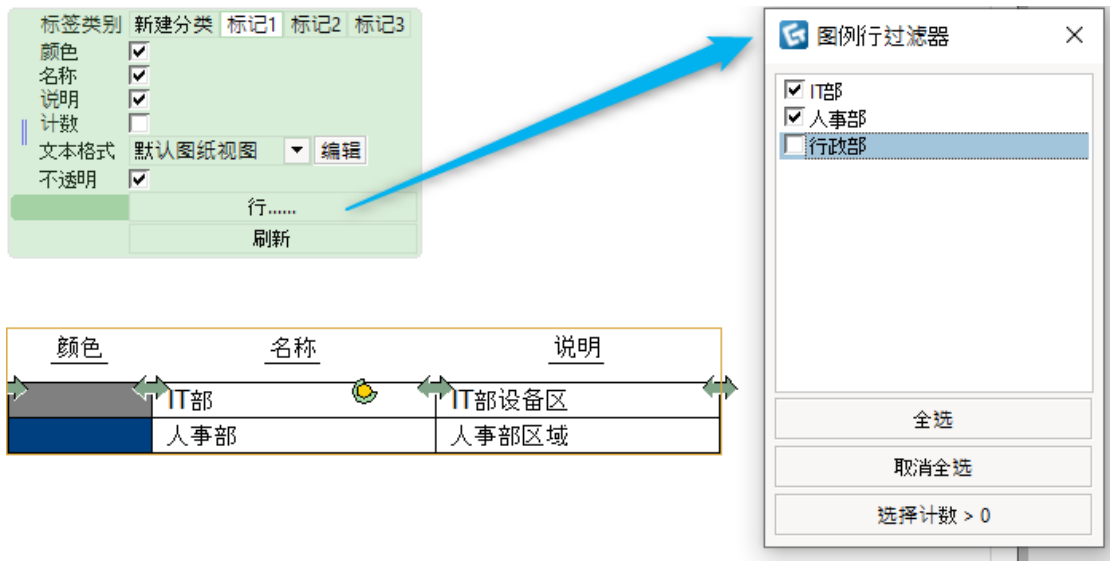 标签类别 新建分类 标记1 标记2 标记3
颜色
名称
说明
计数
文本格式 默认图纸视图 编辑
不透明
行......
刷新
颜色 名称 说明
IT部 IT部设备区
人事部 人事部区域
图例行过滤器
IT部
人事部
行政部
全选
取消全选
选择计数 > 0